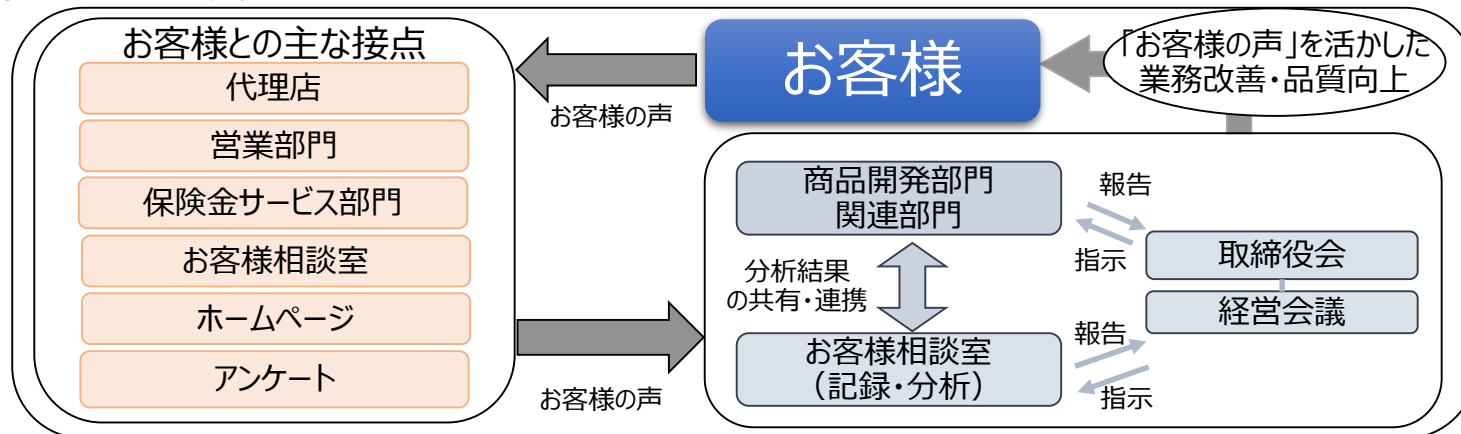 お客様との主な接点
代理店
営業部門
保険金サービス部門
お客様相談室
ホームページ
アンケート
お客様の声
お客様の声
お客様
「お客様の声」を活かした
業務改善・品質向上
商品開発部門
関連部門
分析結果
の共有・連携
お客様相談室
（記録・分析）
報告
指示
報告
指示
取締役会
経営会議